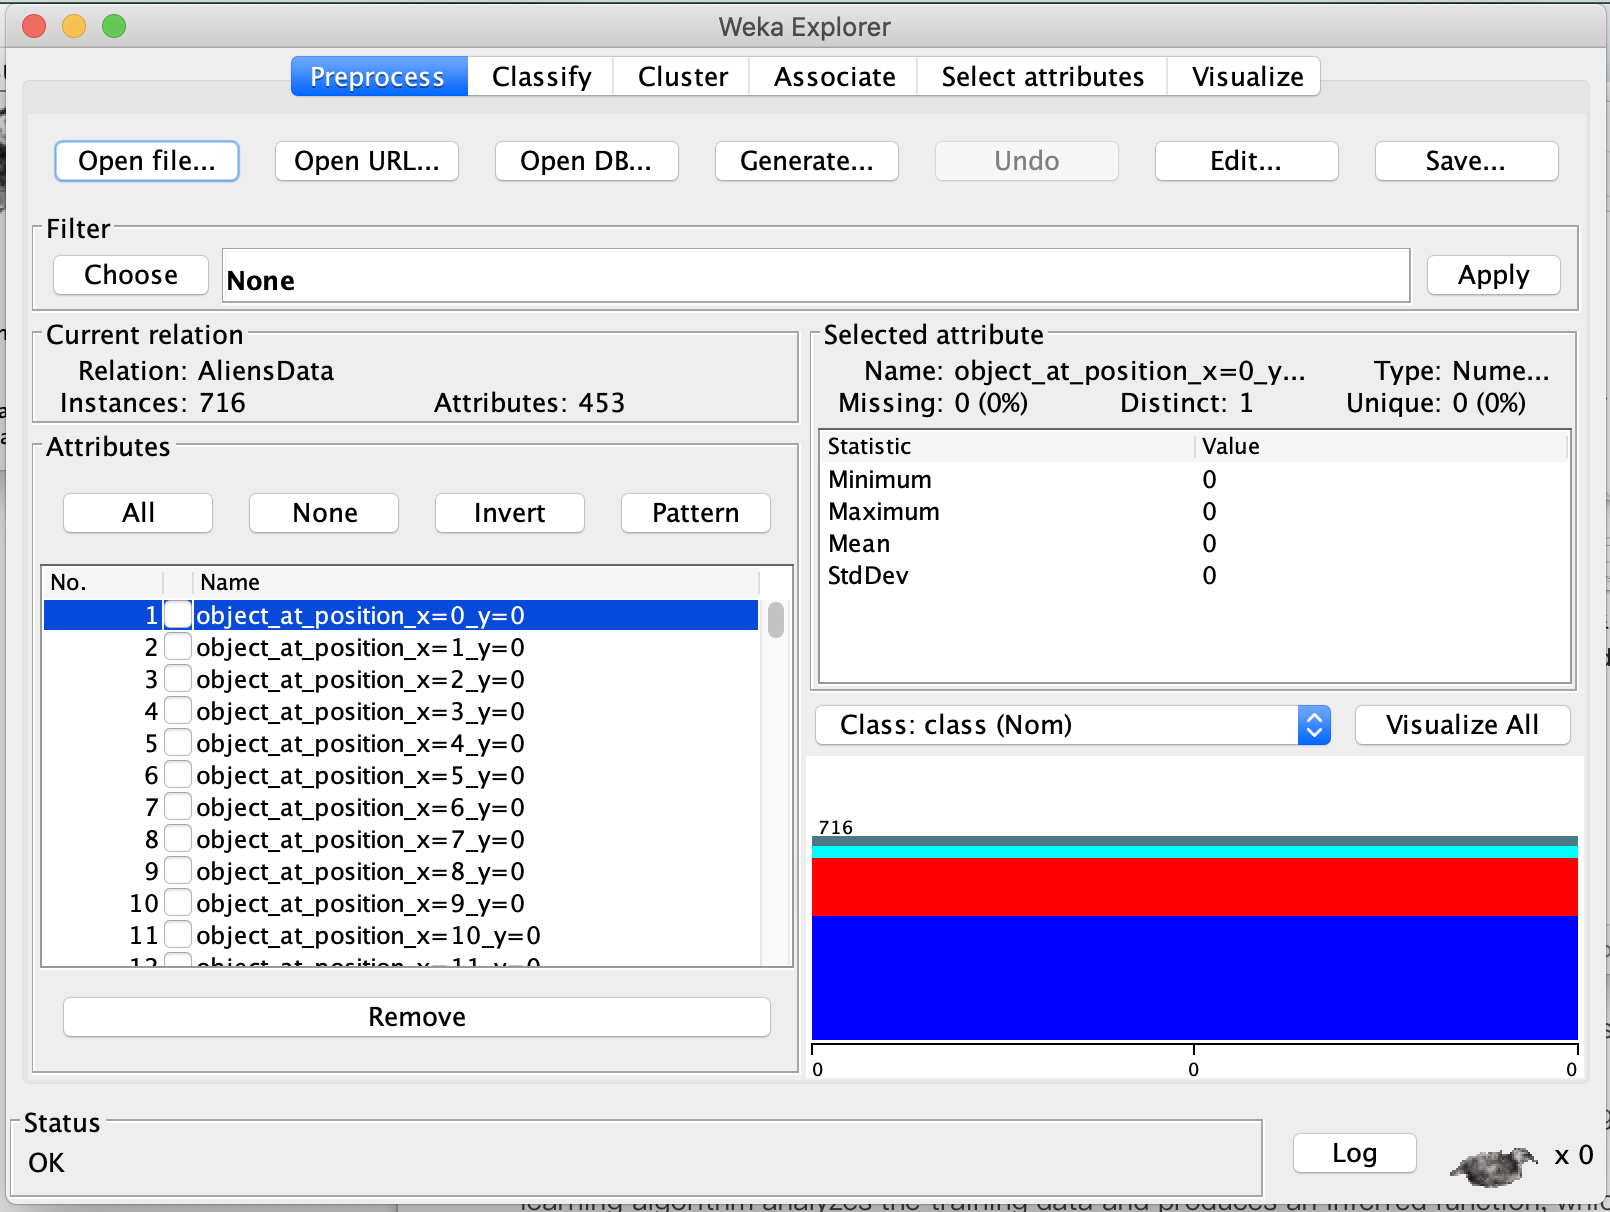 Weka Explorer
Preprocess Classify Cluster Associate Select attributes Visualize
Open file... Open URL... Open DB... Generate... Undo Edit... Save...
Filter
Choose None Apply
Current relation
Relation: AliensData
Instances: 716 Attributes: 453
Attributes
All None Invert Pattern
No. Name
1 object_at_position_x=0_y=0
2 object_at_position_x=1_y=0
3 object_at_position_x=2_y=0
4 object_at_position_x=3_y=0
5 object_at_position_x=4_y=0
6 object_at_position_x=5_y=0
7 object_at_position_x=6_y=0
8 object_at_position_x=7_y=0
9 object_at_position_x=8_y=0
10 object_at_position_x=9_y=0
11 object_at_position_x=10_y=0
12 object_at_position_x=11_y=0
Remove
Selected attribute
Name: object_at_position_x=0_y... Type: Nume...
Missing: 0 (0%) Distinct: 1 Unique: 0 (0%)
Statistic Value
Minimum 0
Maximum 0
Mean 0
StdDev 0
Class: class (Nom) Visualize All
716
0 0 0
Status
OK
Log x 0
learning algorithm analyzes the training data and produces an inferred function,